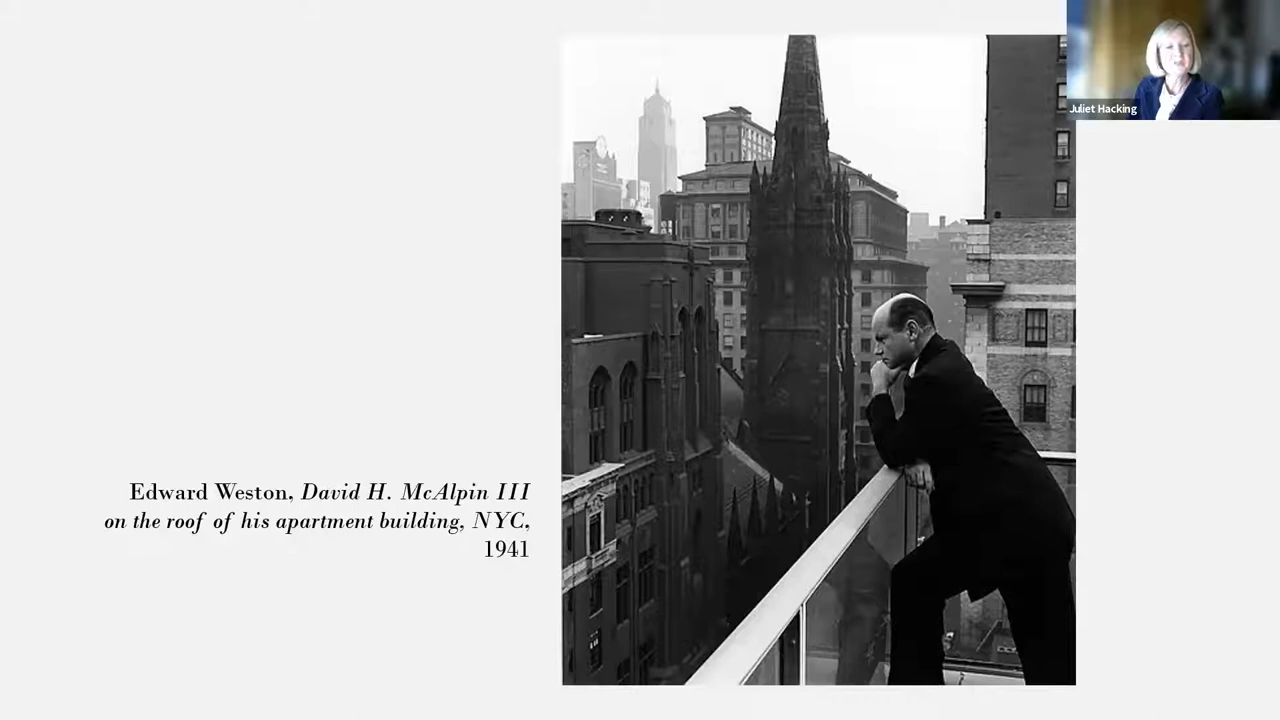 Juliet Hacking
Edward Weston, David H. McAlpin III
on the roof of his apartment building, NYC,
1941